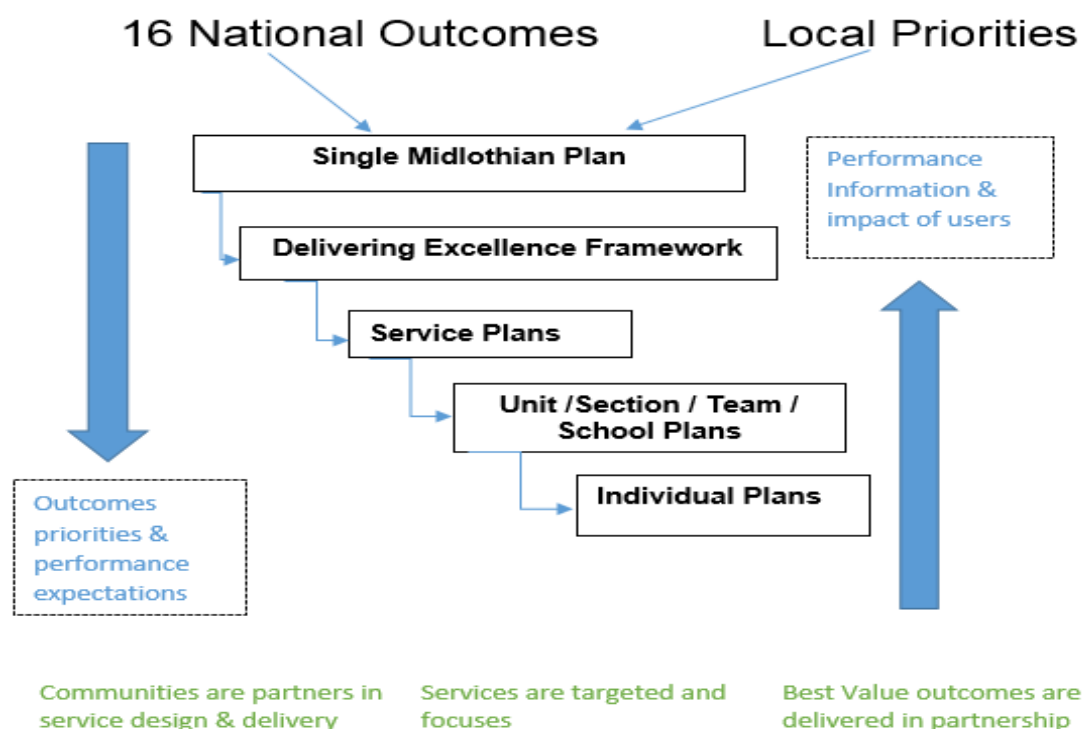 16 National Outcomes
Local Priorities
Single Midlothian Plan
Performance
Information &
impact of users
Delivering Excellence Framework
Service Plans
Unit /Section / Team /
School Plans
Individual Plans
Outcomes
priorities &
performance
expectations
Communities are partners in
service design & delivery
Services are targeted and
focuses
Best Value outcomes are
delivered in partnership